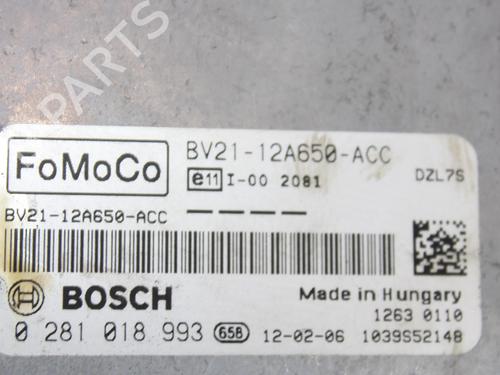 PARTS
FoMoCo
BV21-12A650-ACC
e11 I-00 2081
DZL7S
BV21-12A650-ACC
BOSCH
Made in Hungary
1263 0110
0 281 018 993 658 12-02-06 1039S52148